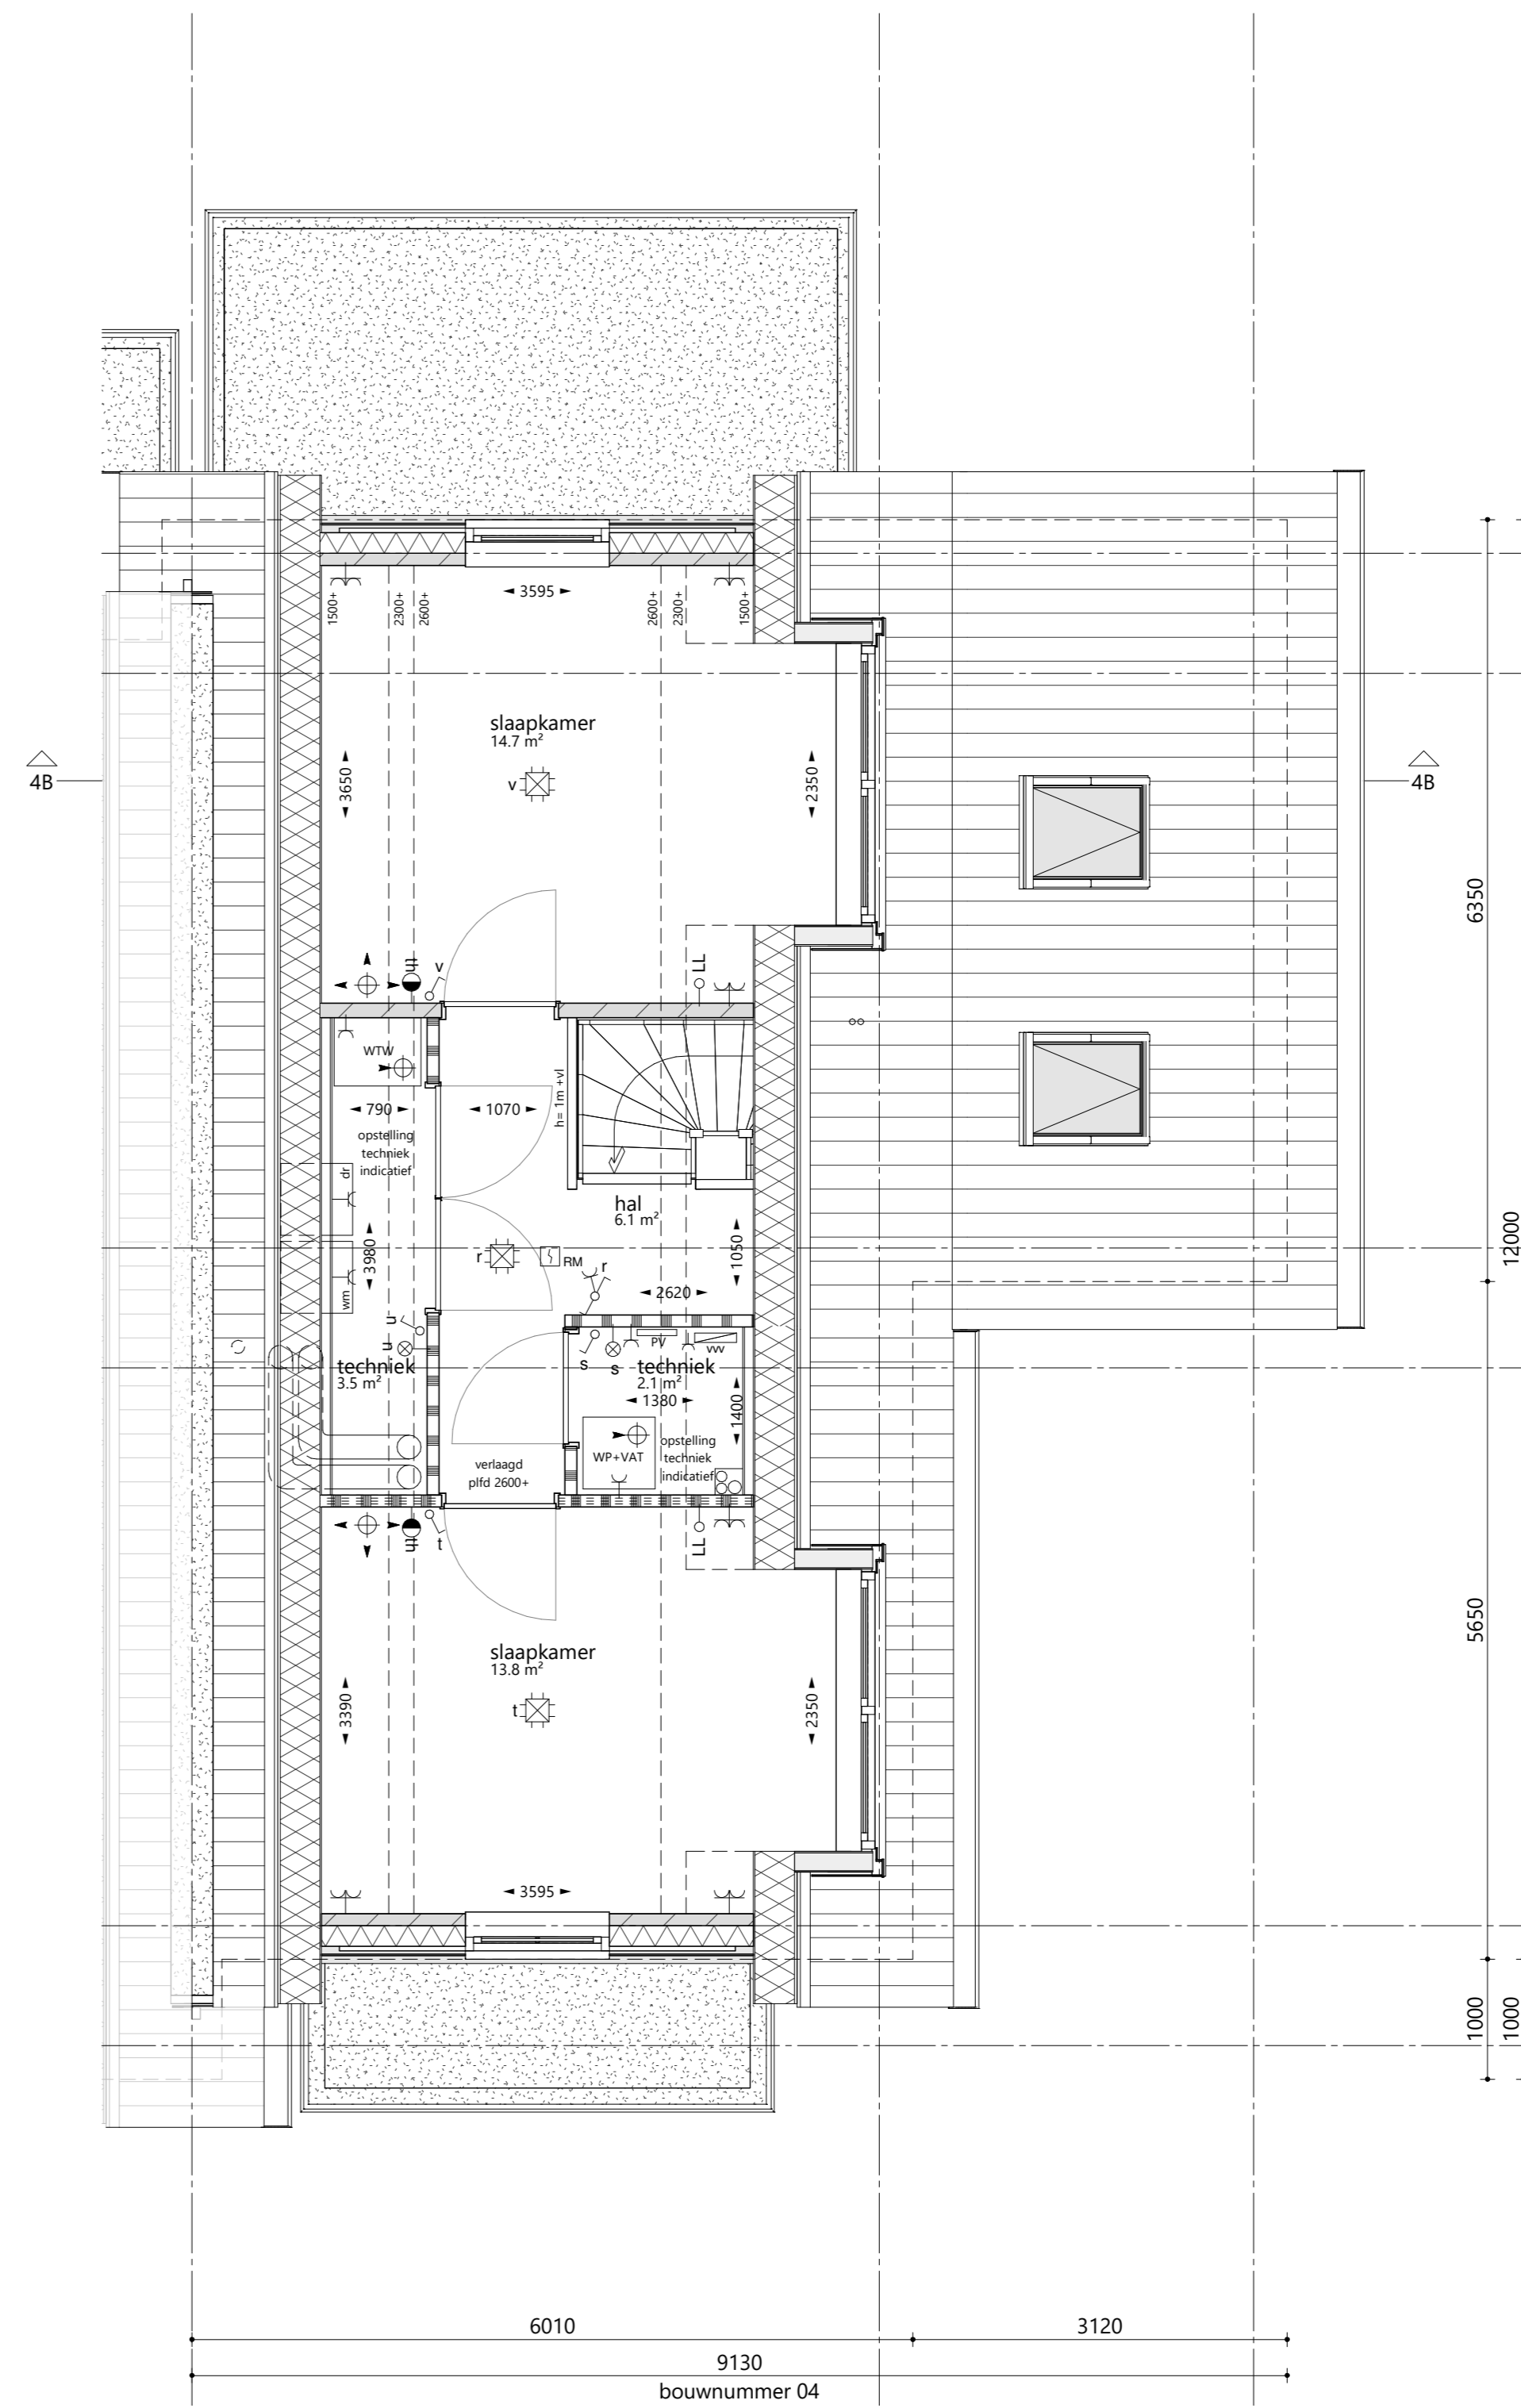 3595
1500+
2300+
2600+
2600+
2300+
1500+
slaapkamer
14.7 m²
v
3650
2350
4B
4B
6350
th
v
LL
WTW
790
1070
h= 1m +vl
opstelling
techniek
indicatief
dr
hal
6.1 m²
3980
1050
12000
r
RM
r
2620
wm
n
n
s
s
PV
vvv
techniek
3.5 m²
techniek
2.1 m²
1380
1400
WP+VAT
opstelling
techniek
indicatief
verlaagd
plfd 2600+
th
t
LL
5650
slaapkamer
13.8 m²
t
3390
2350
3595
1000
1000
6010
3120
9130
bouwnummer 04